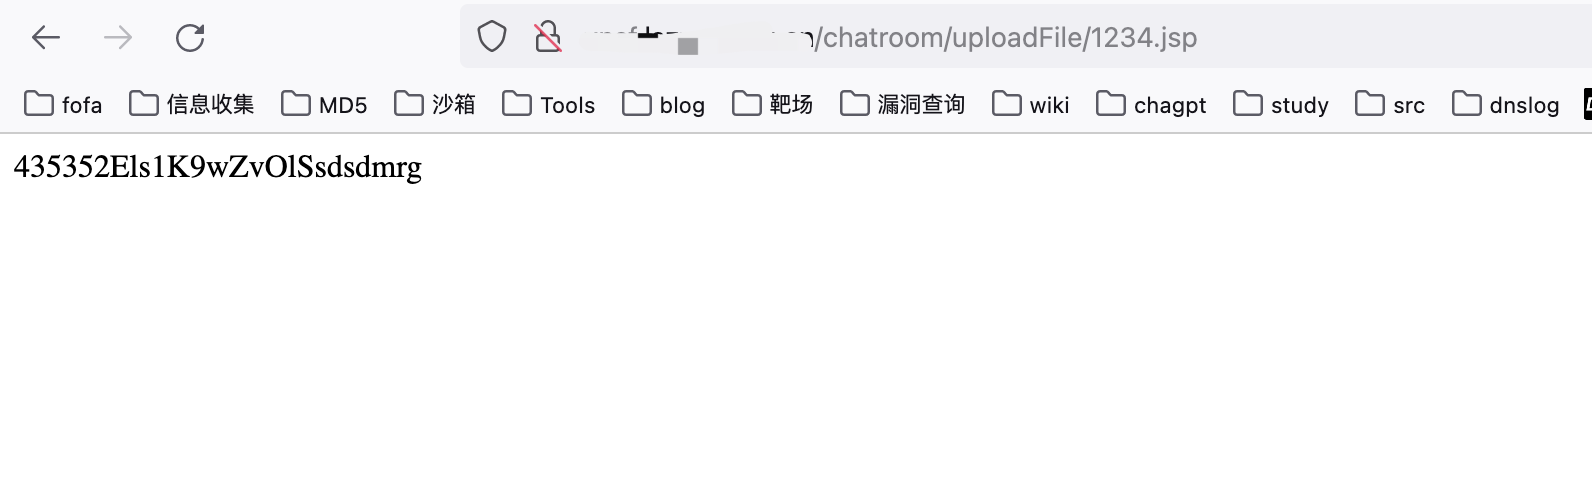 /chatroom/uploadFile/1234.jsp
fofa 信息收集 MD5 沙箱 Tools blog 靶场 漏洞查询 wiki chagpt study src dnslog
435352Els1K9wZvOlSsdsdmrg